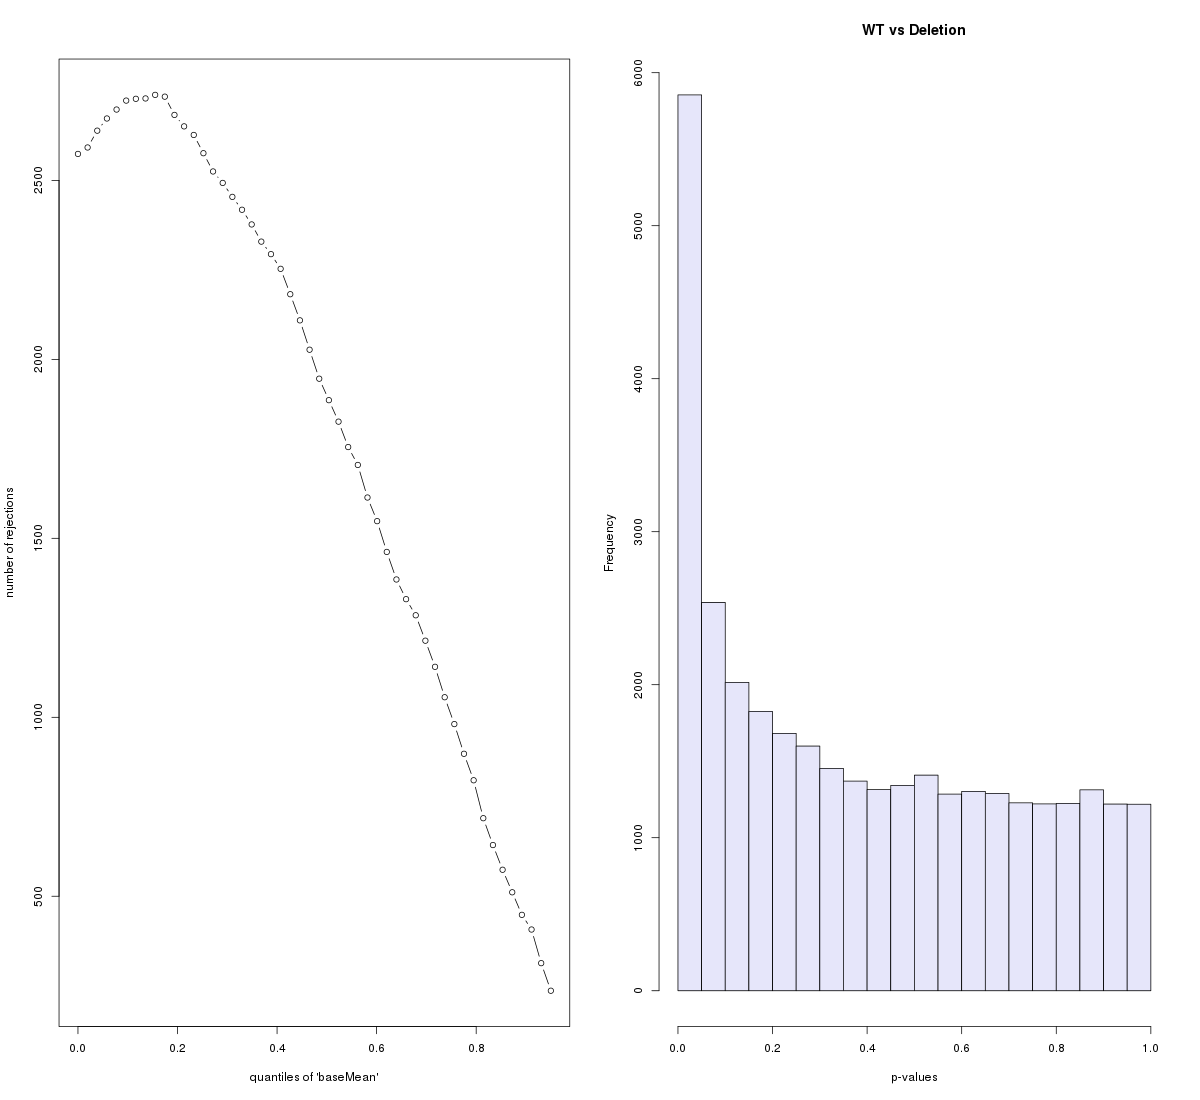 number of rejections
500
1000
1500
2000
2500
0.0 0.2 0.4 0.6 0.8
quantiles of 'baseMean'
WT vs Deletion
Frequency
0
1000
2000
3000
4000
5000
6000
0.0 0.2 0.4 0.6 0.8 1.0
p-values